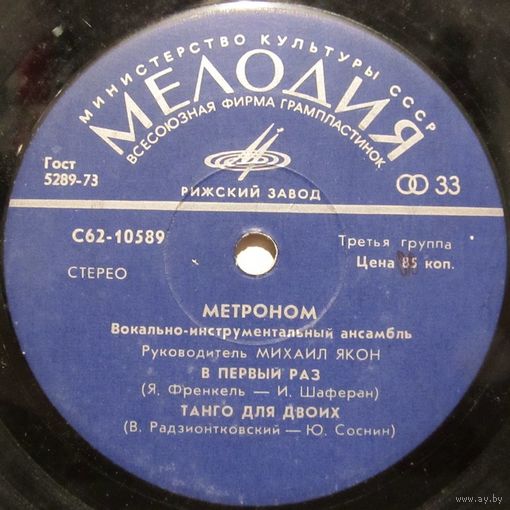 МИНИСТЕРСТВО КУЛЬТУРЫ СССР
МЕЛОДИЯ
ВСЕСОЮЗНАЯ ФИРМА ГРАМПЛАСТИНОК
Гост
5289-73
РИЖСКИЙ ЗАВОД
33
С62-10589
Третья группа
Цена 85 коп.
СТЕРЕО
МЕТРОНОМ
Вокально-инструментальный ансамбль
Руководитель МИХАИЛ ЯКОН
В ПЕРВЫЙ РАЗ
(Я. Френкель — И. Шаферан)
ТАНГО ДЛЯ ДВОИХ
(В. Радзионтковский — Ю. Соснин)
www.ay.by